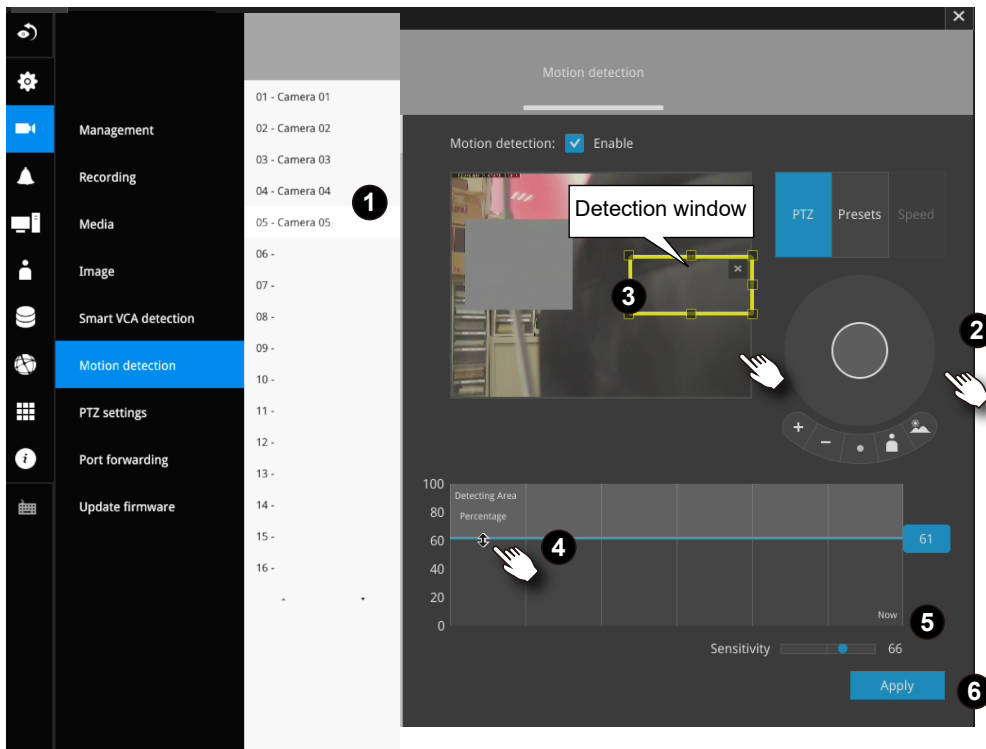 Management
Recording
Media
Image
Smart VCA detection
Motion detection
PTZ settings
Port forwarding
Update firmware
01 - Camera 01
02 - Camera 02
03 - Camera 03
04 - Camera 04
05 - Camera 05
06 -
07 -
08 -
09 -
10 -
11 -
12 -
13 -
14 -
15 -
16 -
1
Motion detection
Motion detection: Enable
Detection window
3
PTZ Presets Speed
2
100
80
60
40
20
0
Detecting Area
Percentage
4
61
Now
5
Sensitivity 66
Apply
6